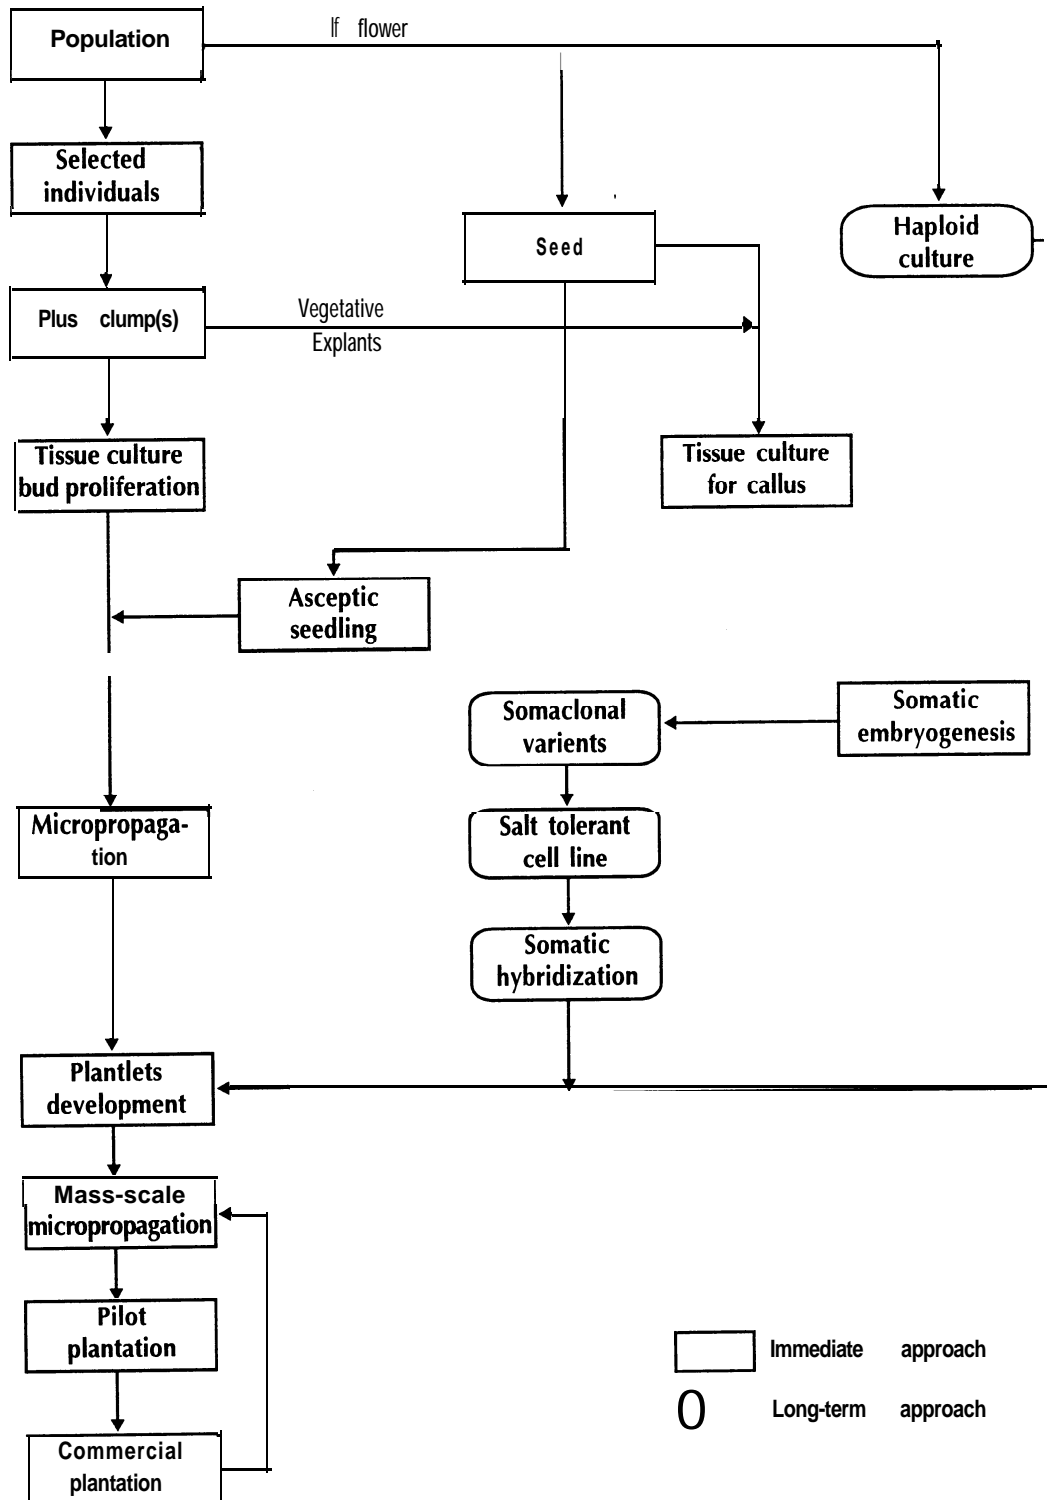 Population
If flower
Selected
individuals
Seed
Haploid
culture
Plus clump(s)
Vegetative
Explants
Tissue culture
bud proliferation
Tissue culture
for callus
Asceptic
seedling
Somaclonal
varients
Somatic
embryogenesis
Micropropaga-
tion
Salt tolerant
cell line
Somatic
hybridization
Plantlets
development
Mass-scale
micropropagation
Pilot
plantation
Immediate approach
Long-term approach
Commercial
plantation